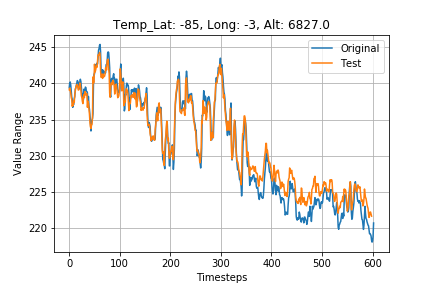 Temp_Lat: -85, Long: -3, Alt: 6827.0
Original
Test
Value Range
245
240
235
230
225
220
0 100 200 300 400 500 600
Timesteps